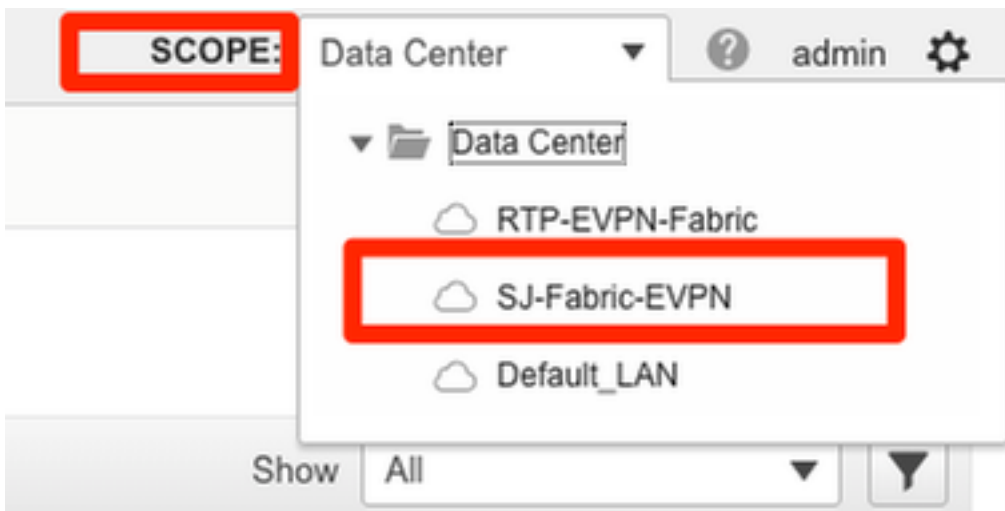 SCOPE: Data Center ? admin
Data Center
RTP-EVPN-Fabric
SJ-Fabric-EVPN
Default_LAN
Show All